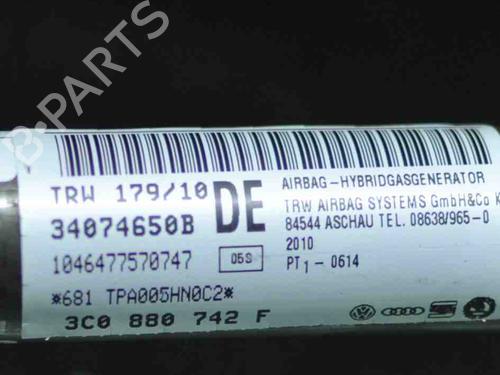 B-PARTS
TRW 179/10
34074650B
DE
1046477570747
05S
*681 TPA005HN0C2*
3C0 880 742 F
AIRBAG-HYBRIDGASGENERATOR
TRW AIRBAG SYSTEMS GmbH&Co K
84544 ASCHAU TEL. 08638/965-0
2010
PT1-0614